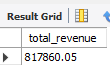 Result Grid
total_revenue
817860.05